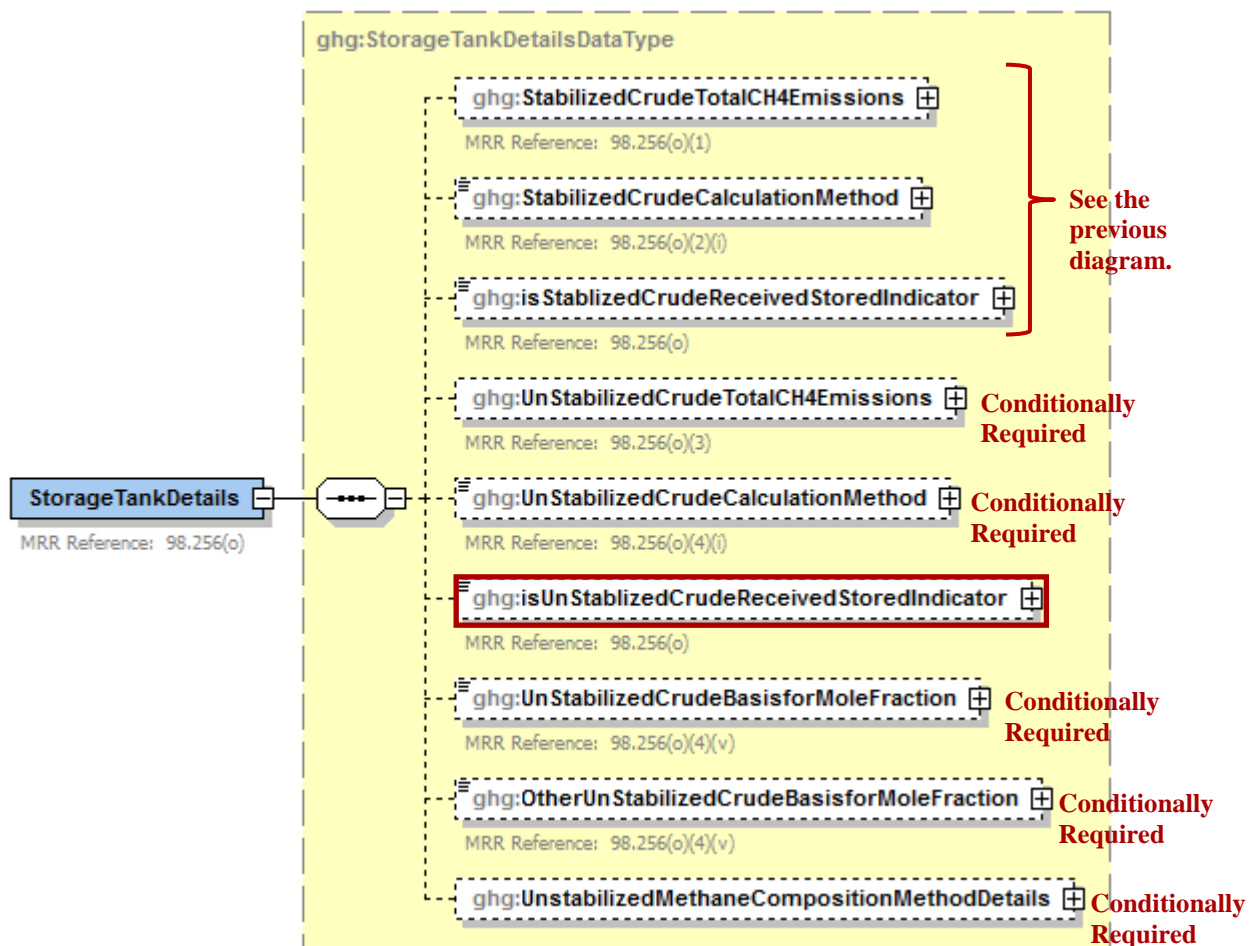 ghg:StorageTankDetailsDataType
ghg:StabilizedCrudeTotalCH4Emissions
MRR Reference: 98.256(o)(1)
ghg:StabilizedCrudeCalculationMethod
MRR Reference: 98.256(o)(2)(i)
ghg:isStablizedCrudeReceivedStoredIndicator
MRR Reference: 98.256(o)
See the
previous
diagram.
ghg:UnStabilizedCrudeTotalCH4Emissions
MRR Reference: 98.256(o)(3)
Conditionally
Required
StorageTankDetails
MRR Reference: 98.256(o)
ghg:UnStabilizedCrudeCalculationMethod
MRR Reference: 98.256(o)(4)(i)
Conditionally
Required
ghg:isUnStablizedCrudeReceivedStoredIndicator
MRR Reference: 98.256(o)
ghg:UnStabilizedCrudeBasisforMoleFraction
MRR Reference: 98.256(o)(4)(v)
Conditionally
Required
ghg:OtherUnStabilizedCrudeBasisforMoleFraction
MRR Reference: 98.256(o)(4)(v)
Conditionally
Required
ghg:UnstabilizedMethaneCompositionMethodDetails
Conditionally
Required